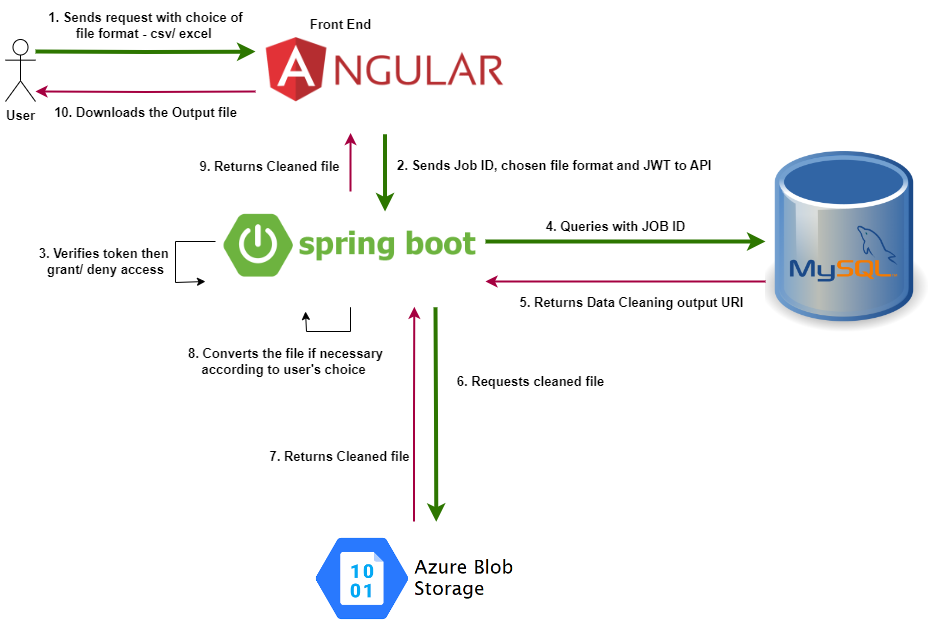 1. Sends request with choice of
file format - csv/ excel
Front End
ANGULAR
User
10. Downloads the Output file
9. Returns Cleaned file
2. Sends Job ID, chosen file format and JWT to API
3. Verifies token then
grant/ deny access
spring boot
4. Queries with JOB ID
MySQL
5. Returns Data Cleaning output URI
8. Converts the file if necessary
according to user's choice
6. Requests cleaned file
7. Returns Cleaned file
10
01
Azure Blob
Storage